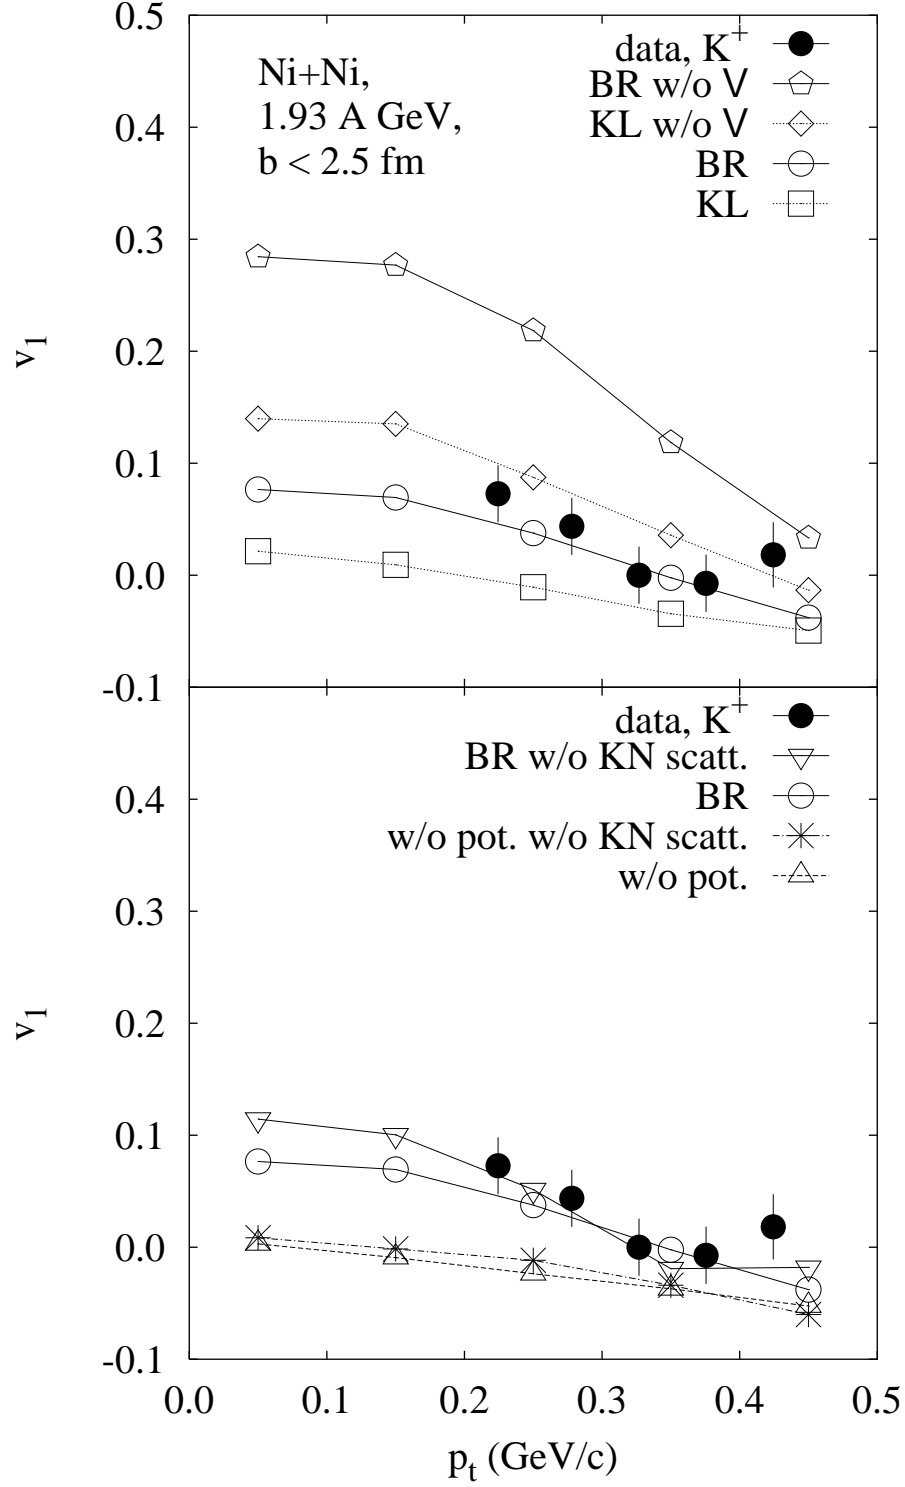 0.5
data, K+
Ni+Ni,
BR w/o V
1.93 A GeV,
0.4
KL w/o V
b < 2.5 fm
BR
KL
0.3
v1
0.2
0.1
0.0
-0.1
data, K+
BR w/o KN scatt.
BR
0.4
w/o pot. w/o KN scatt.
w/o pot.
0.3
v1
0.2
0.1
0.0
-0.1
0.0 0.1 0.2 0.3 0.4 0.5
pt (GeV/c)